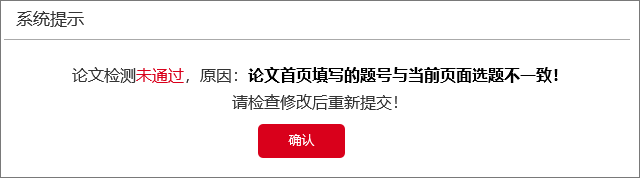 系统提示
论文检测未通过，原因：论文首页填写的题号与当前页面选题不一致！
请检查修改后重新提交！
确认